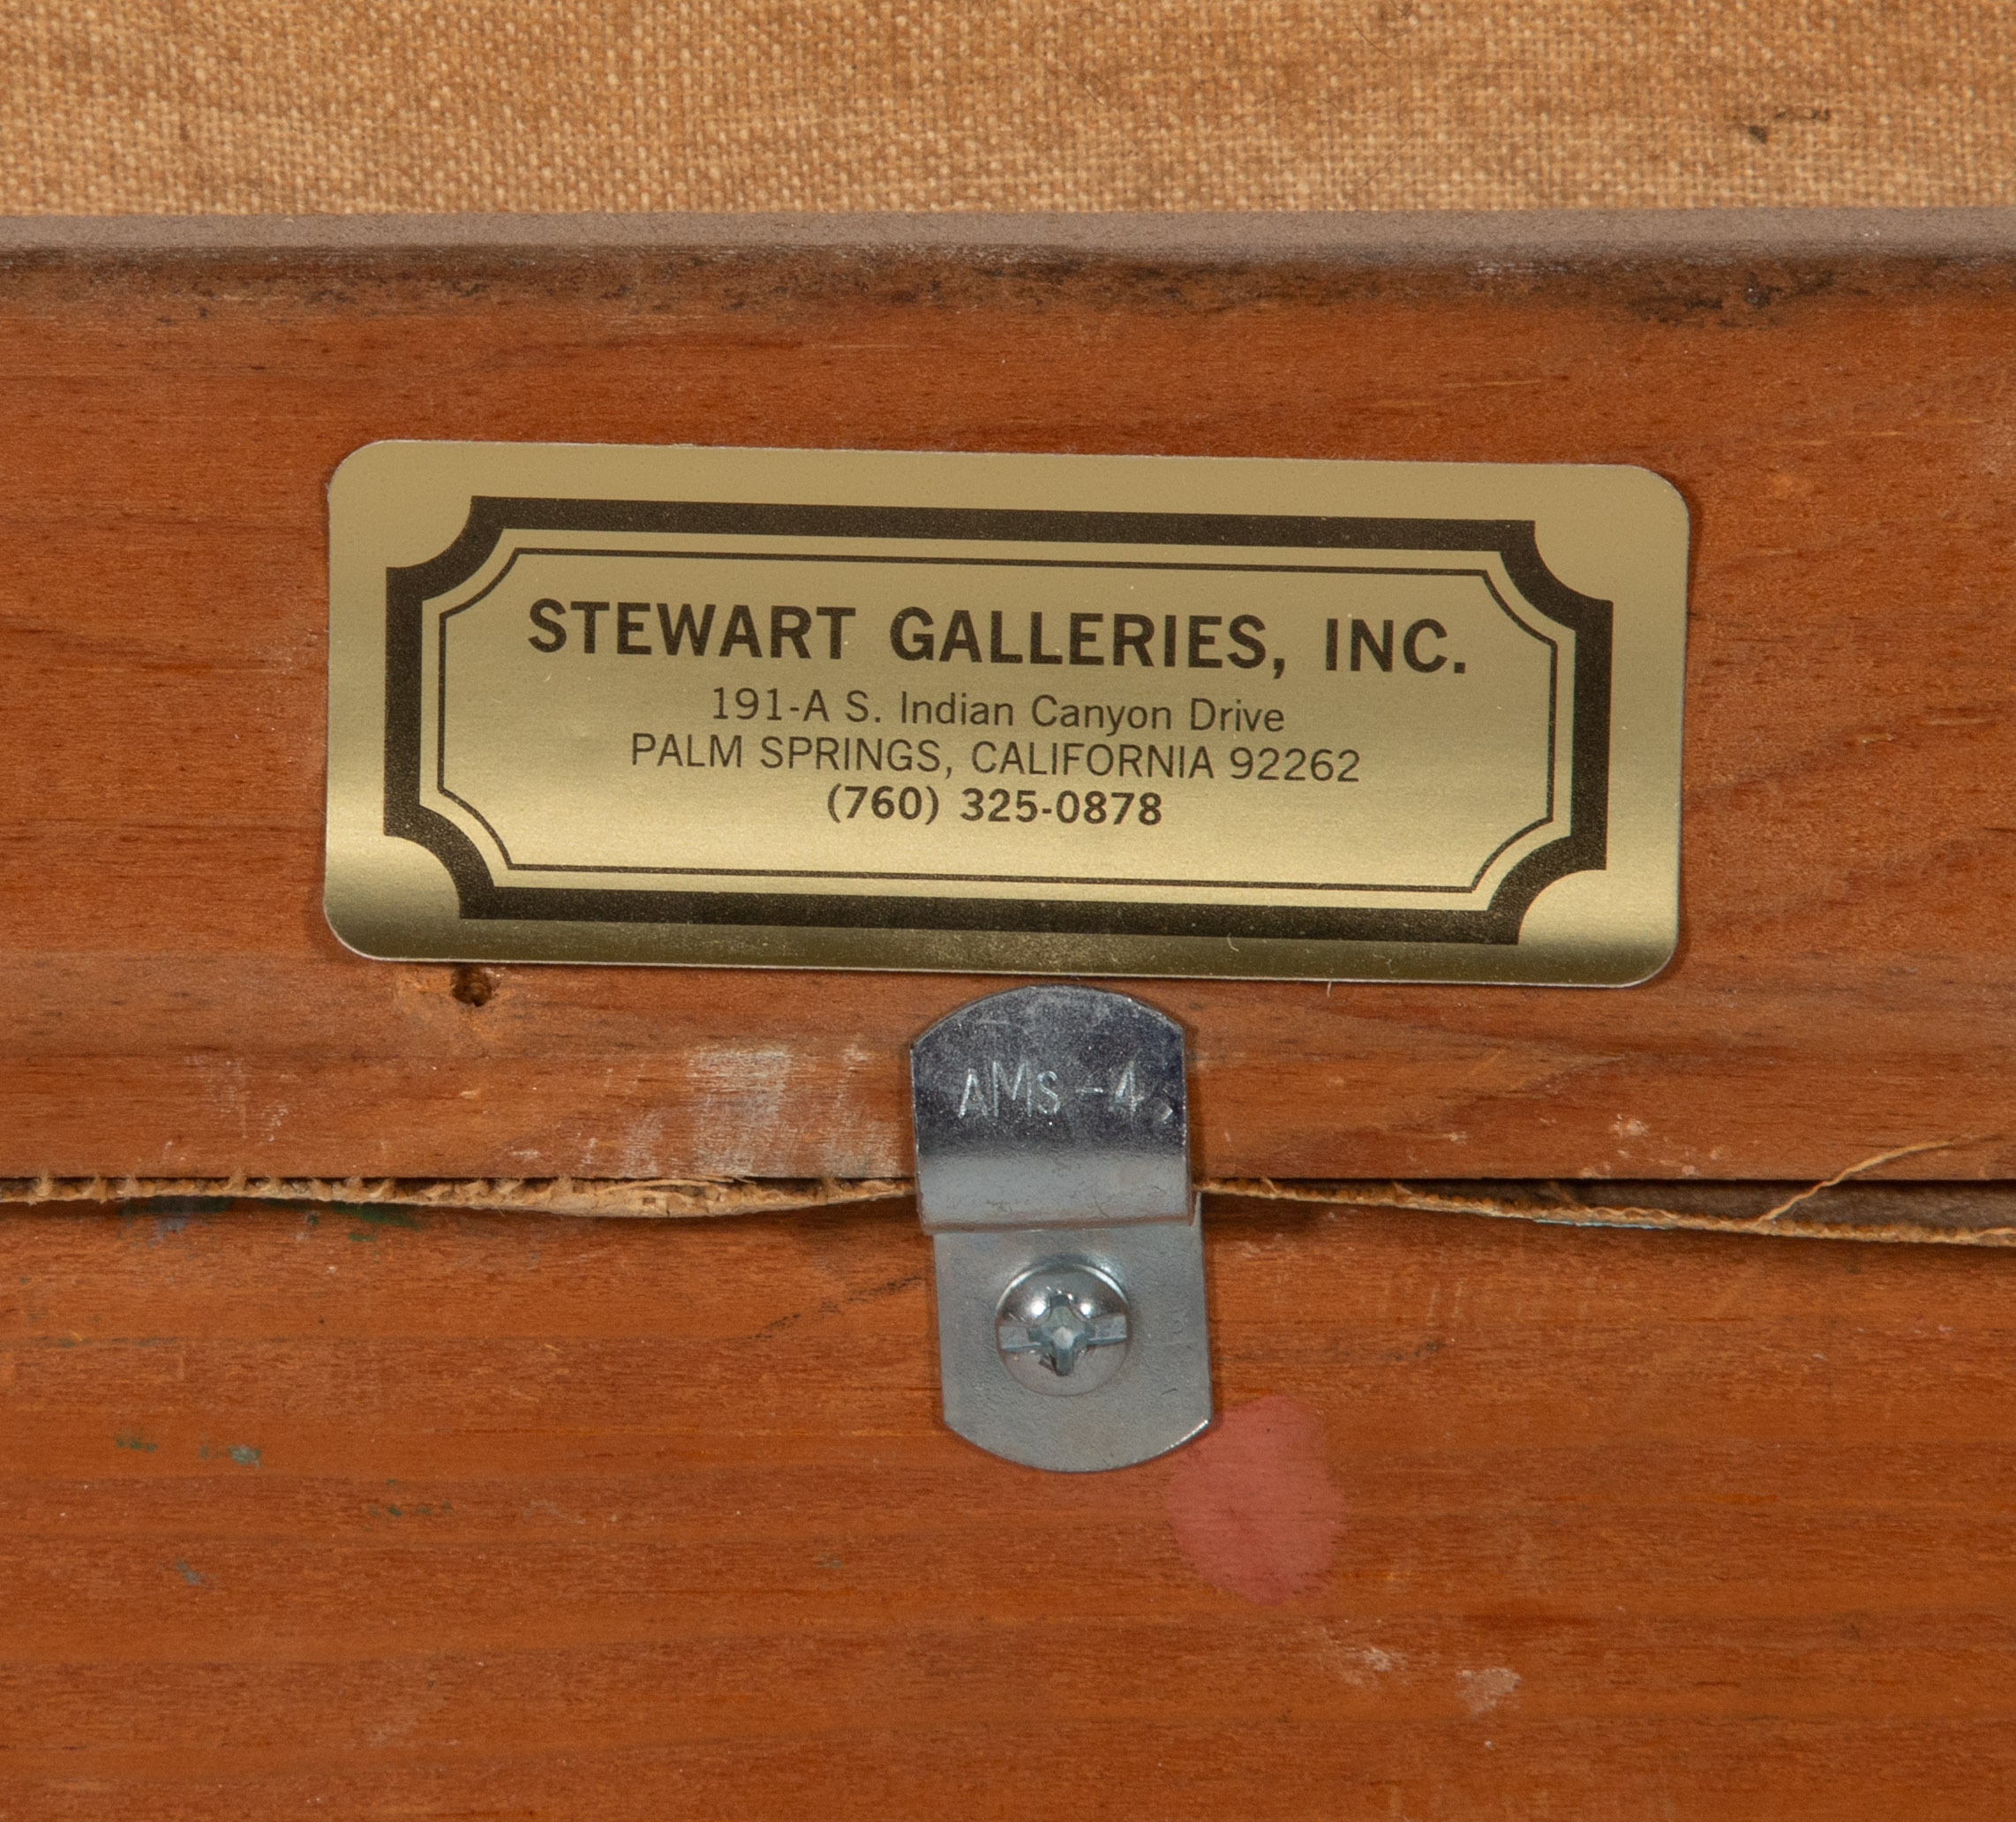 STEWART GALLERIES, INC.
191-A S. Indian Canyon Drive
PALM SPRINGS, CALIFORNIA 92262
(760) 325-0878
AMS-4